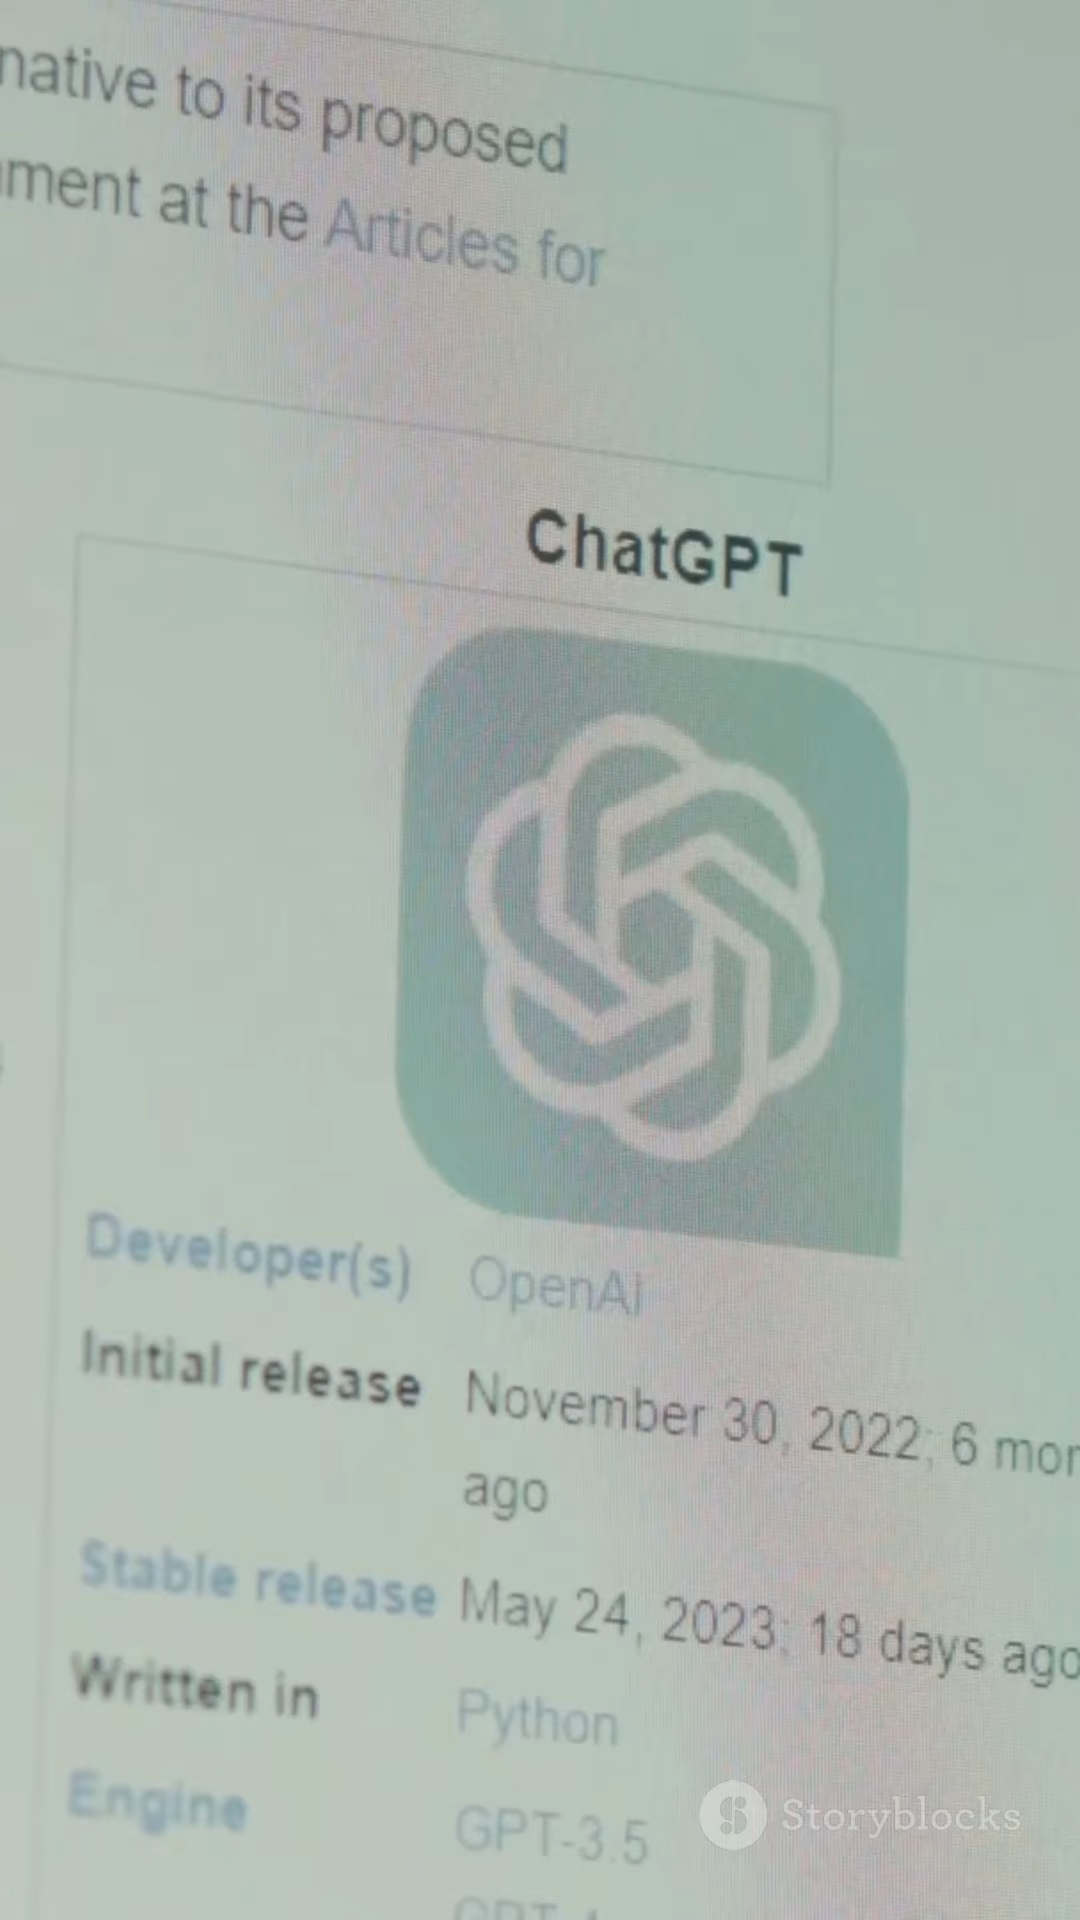 native to its proposed
ment at the Articles for
ChatGPT
Developer(s) OpenAI
Initial release November 30, 2022; 6 mon
ago
Stable release May 24, 2023; 18 days ago
Written in Python
Engine GPT-3.5
Storyblocks